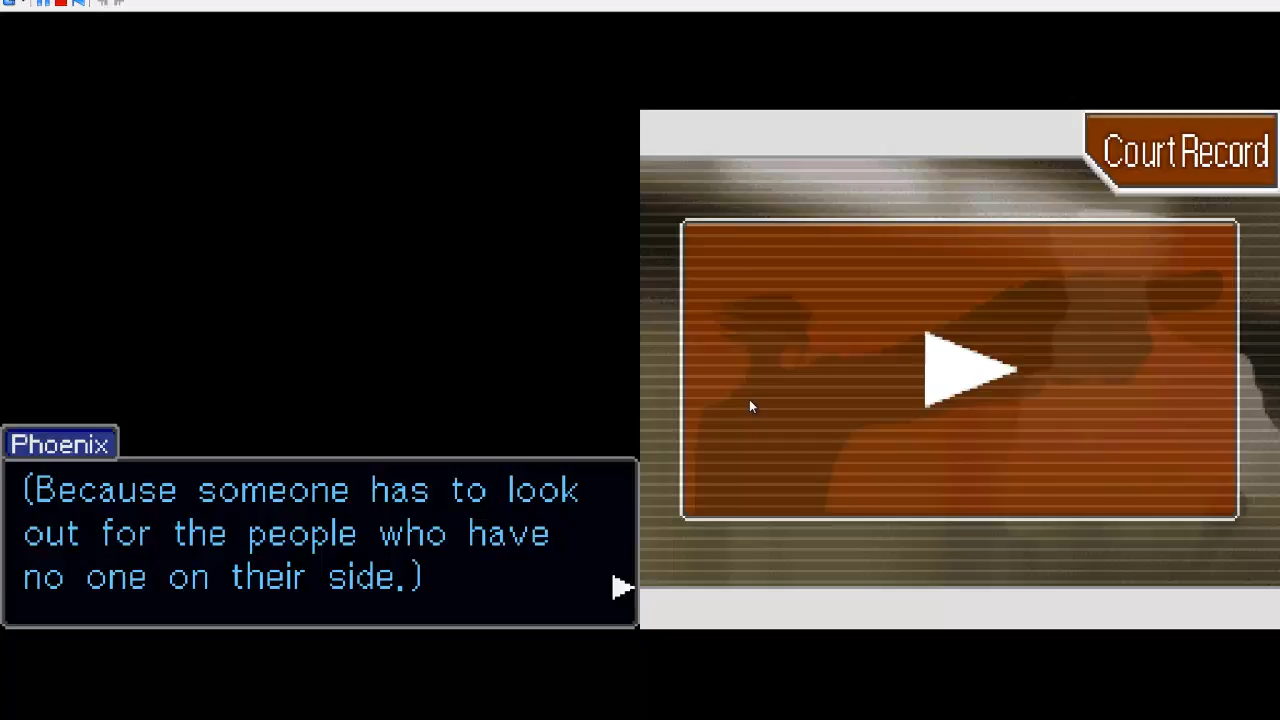 Court Record
Phoenix
(Because someone has to look
out for the people who have
no one on their side.)